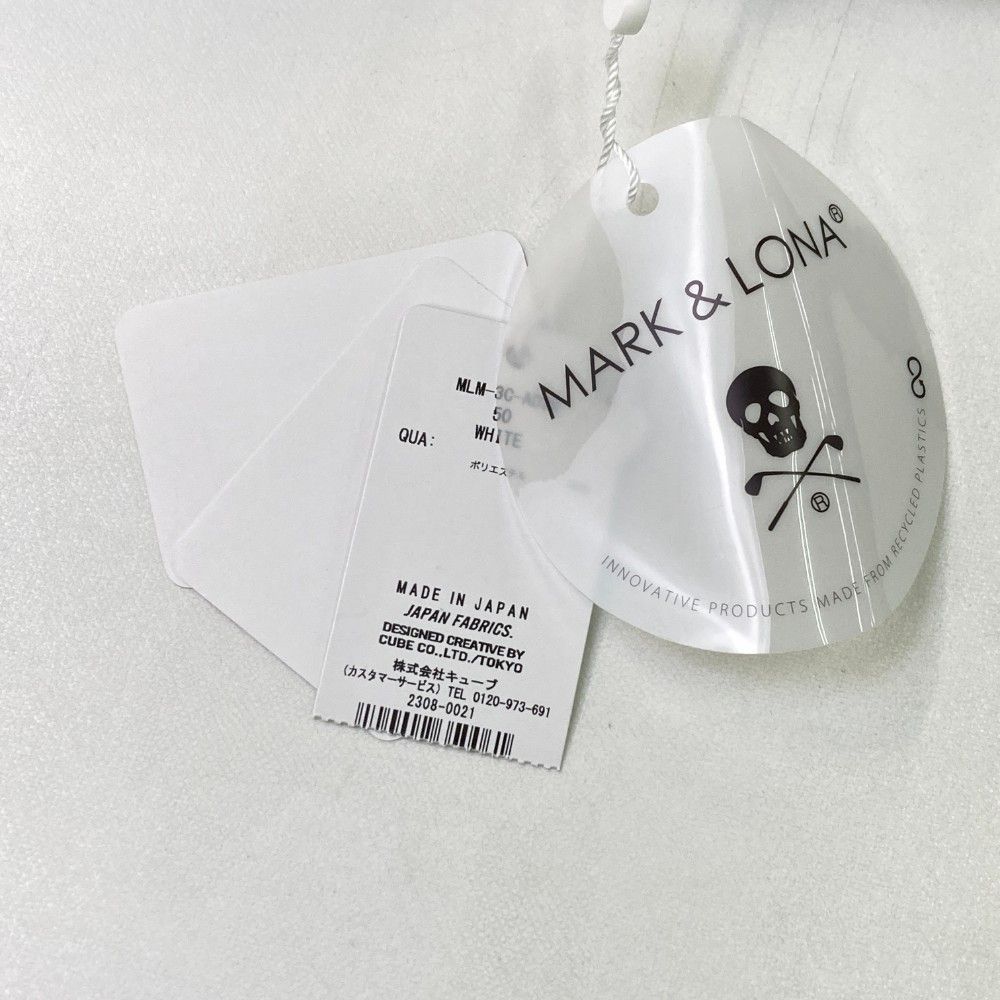 MARK & LONA®
®
INNOVATIVE PRODUCTS MADE FROM RECYCLED PLASTICS
50
WHITE
QUA:
MADE IN JAPAN
JAPAN FABRICS.
DESIGNED CREATIVE BY
CUBE CO.,LTD./TOKYO
株式会社キューブ
(カスタマーサービス) TEL 0120-973-691
2308-0021